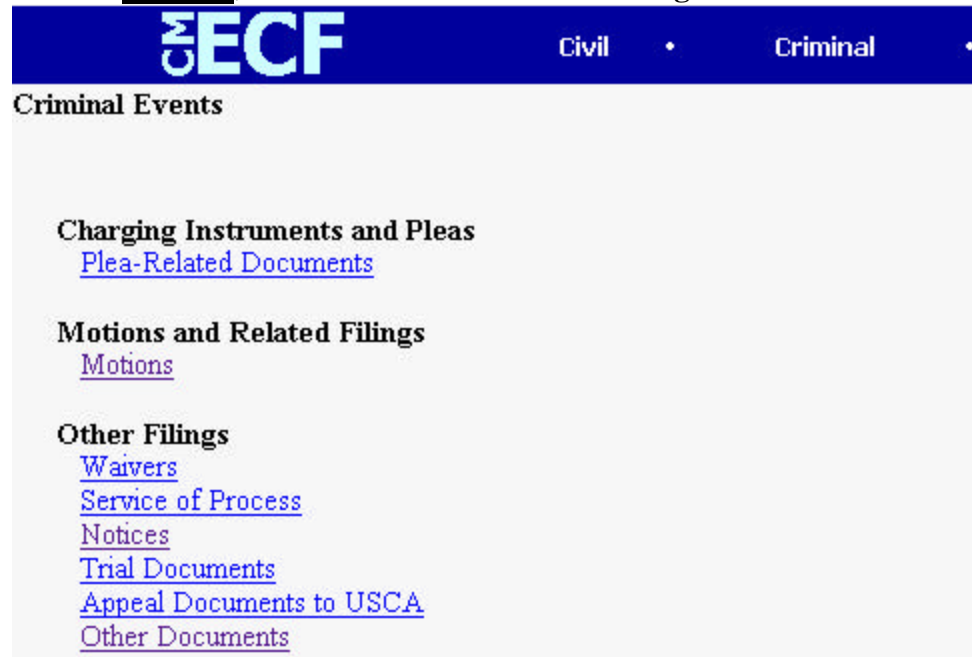 CM ECF Civil • Criminal •
Criminal Events
Charging Instruments and Pleas
Plea-Related Documents
Motions and Related Filings
Motions
Other Filings
Waivers
Service of Process
Notices
Trial Documents
Appeal Documents to USCA
Other Documents